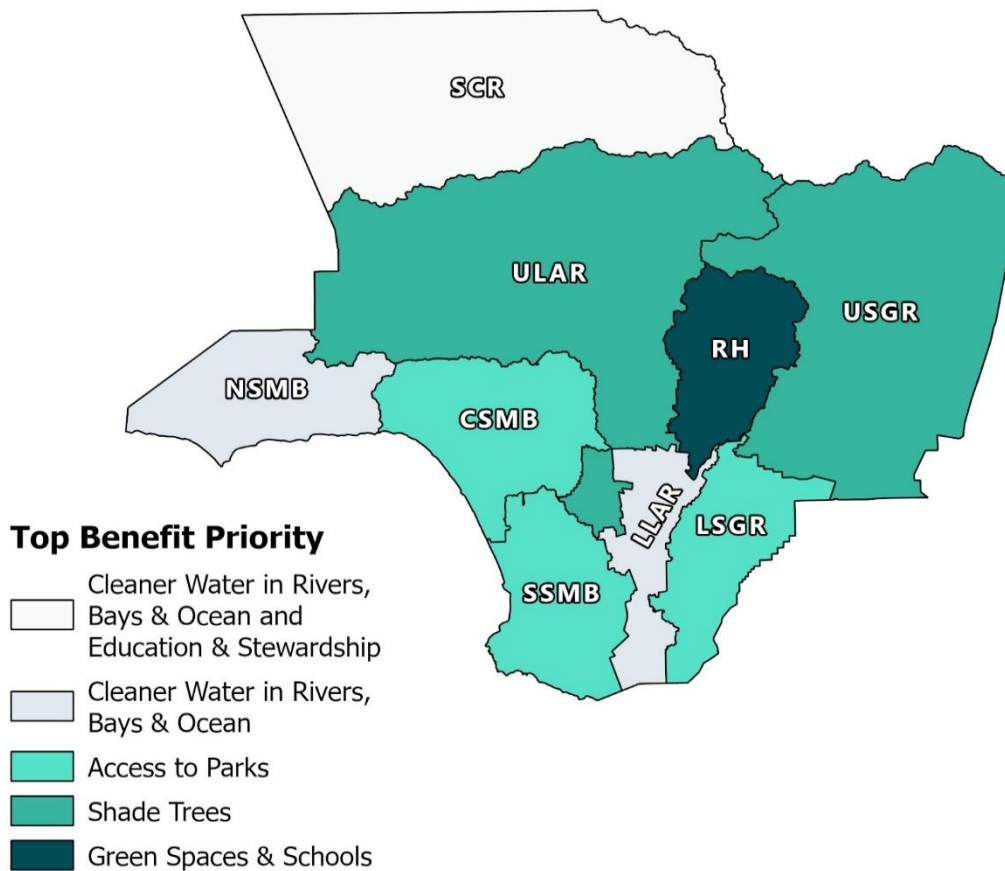 SCR
ULAR
USGR
RH
NSMB
CSMB
LLAR
LSGR
SSMB
Top Benefit Priority
Cleaner Water in Rivers,
Bays & Ocean and
Education & Stewardship
Cleaner Water in Rivers,
Bays & Ocean
Access to Parks
Shade Trees
Green Spaces & Schools